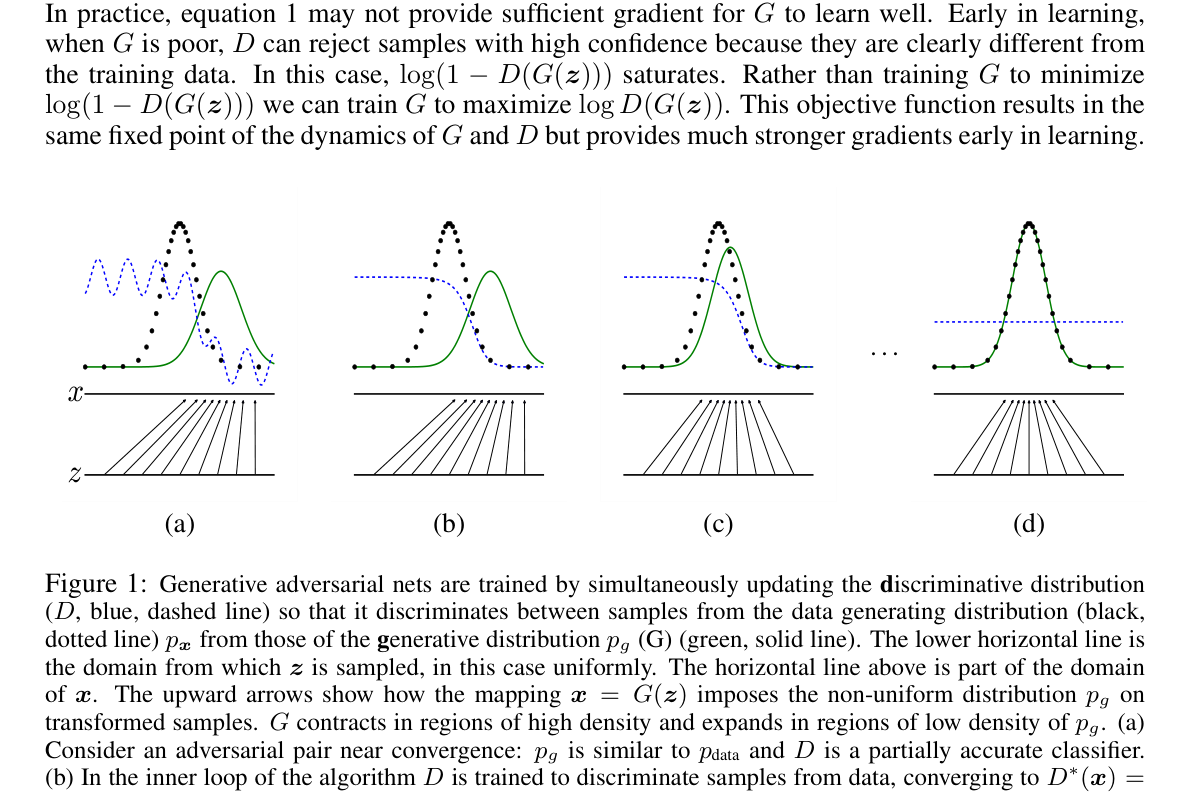 In practice, equation 1 may not provide sufficient gradient for G to learn well. Early in learning,
when G is poor, D can reject samples with high confidence because they are clearly different from
the training data. In this case, log(1 − D(G(z))) saturates. Rather than training G to minimize
log(1 − D(G(z))) we can train G to maximize log D(G(z)). This objective function results in the
same fixed point of the dynamics of G and D but provides much stronger gradients early in learning.
. . .
x
z
(a) (b) (c) (d)
Figure 1: Generative adversarial nets are trained by simultaneously updating the discriminative distribution
(D, blue, dashed line) so that it discriminates between samples from the data generating distribution (black,
dotted line) pₓ from those of the generative distribution p_g (G) (green, solid line). The lower horizontal line is
the domain from which z is sampled, in this case uniformly. The horizontal line above is part of the domain
of x. The upward arrows show how the mapping x = G(z) imposes the non-uniform distribution p_g on
transformed samples. G contracts in regions of high density and expands in regions of low density of p_g. (a)
Consider an adversarial pair near convergence: p_g is similar to p_data and D is a partially accurate classifier.
(b) In the inner loop of the algorithm D is trained to discriminate samples from data, converging to D*(x) =